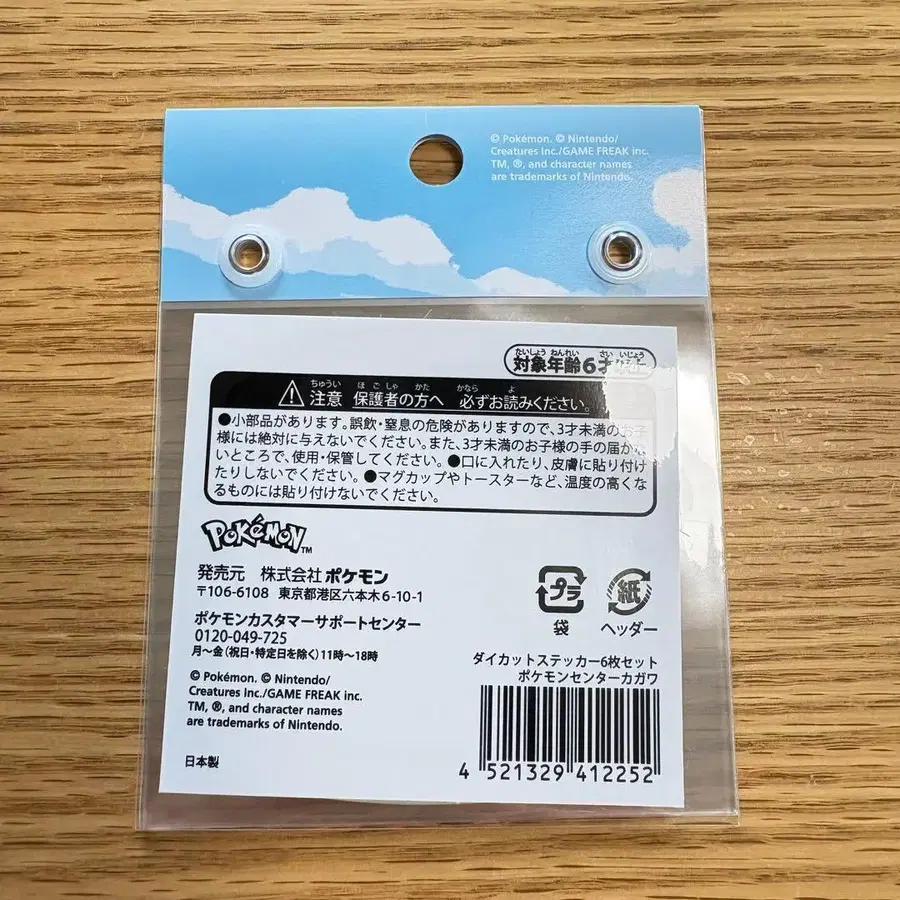 © Pokémon. © Nintendo/
Creatures Inc./GAME FREAK inc.
TM, ®, and character names
are trademarks of Nintendo.
たいしょう ねんれい さい いじょう
対象年齢6才
ちゅうい ほごしゃ かた かなら よ
注意 保護者の方へ 必ずお読みください。
●小部品があります。誤飲・窒息の危険がありますので、3才未満のお子
様には絶対に与えないでください。また、3才未満のお子様の手の届かな
いところで、使用・保管してください。●口に入れたり、皮膚に貼り付け
たりしないでください。●マグカップやトースターなど、温度の高くな
るものには貼り付けないでください。
POKéMON TM
発売元 株式会社 ポケモン
〒106-6108 東京都港区六本木6-10-1
ポケモンカスタマーサポートセンター
0120-049-725
月〜金(祝日・特定日を除く)11時〜18時
© Pokémon. © Nintendo/
Creatures Inc./GAME FREAK inc.
TM, ®, and character names
are trademarks of Nintendo.
日本製
プラ 紙
袋 ヘッダー
ダイカットステッカー6枚セット
ポケモンセンターカガワ
4 521329 412252